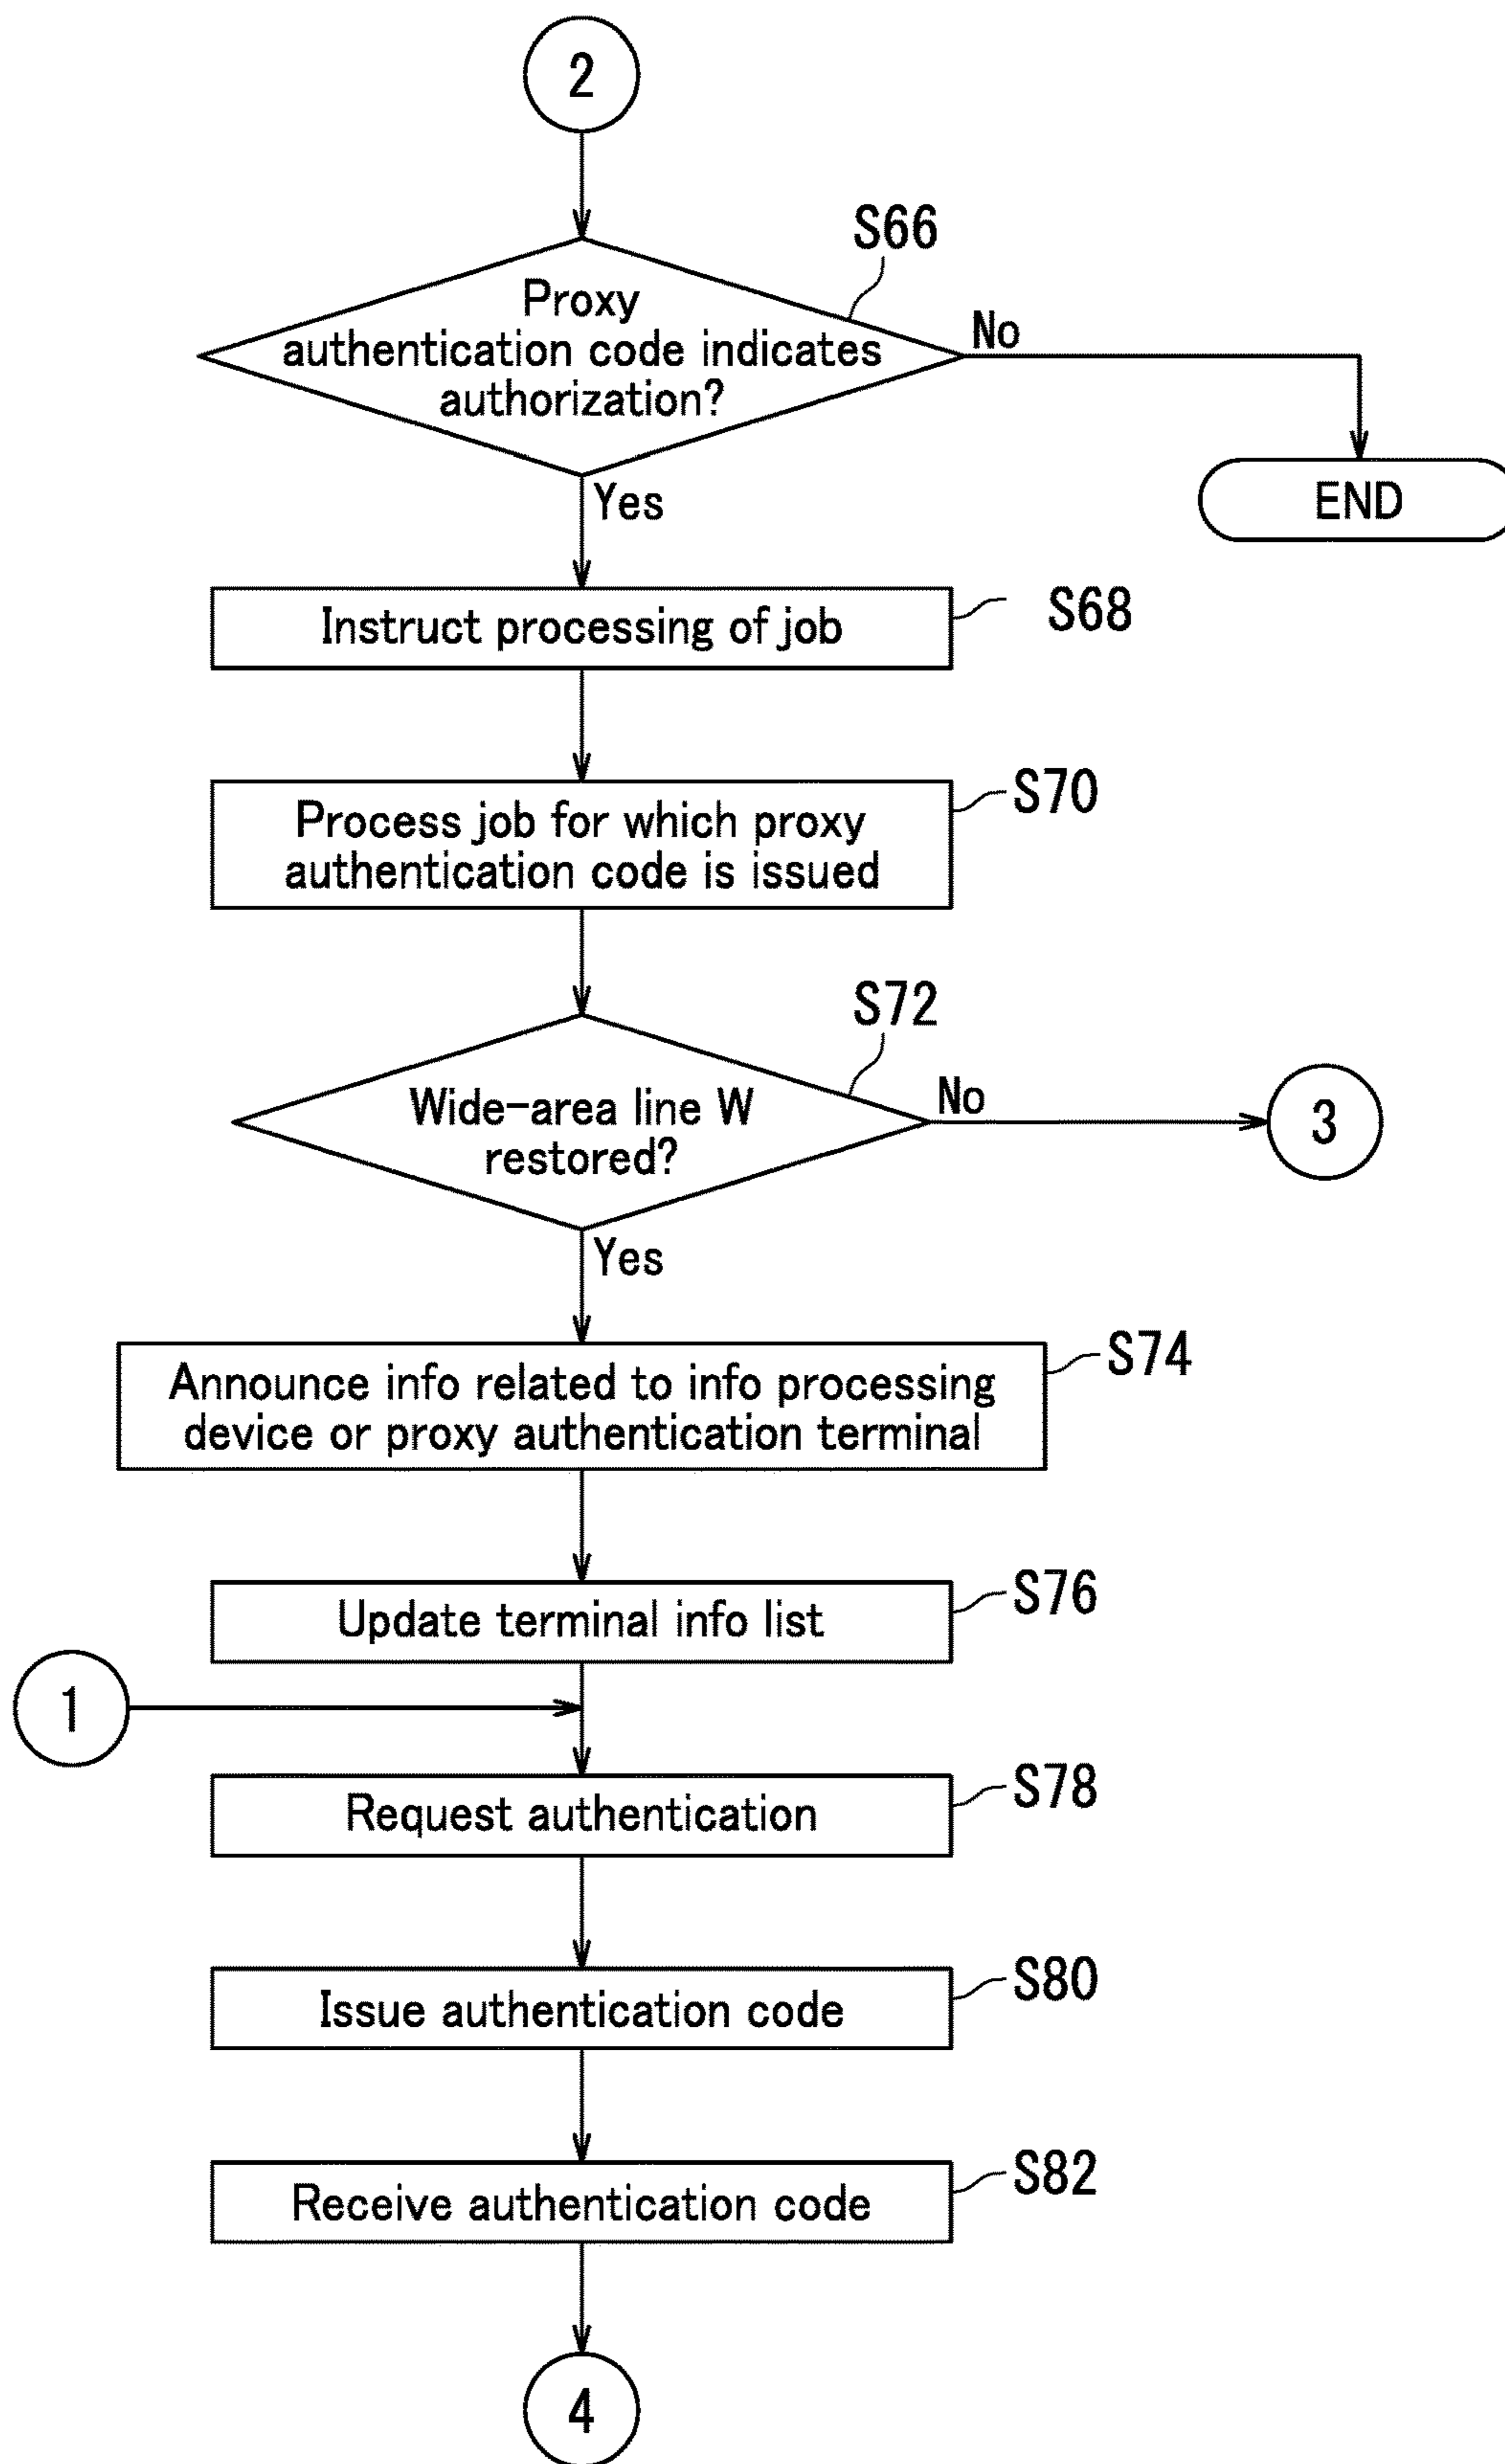 2
S66
Proxy
authentication code indicates
authorization?
No
END
Yes
Instruct processing of job
S68
S70
Process job for which proxy
authentication code is issued
S72
Wide-area line W
restored?
No
3
Yes
S74
Announce info related to info processing
device or proxy authentication terminal
S76
Update terminal info list
1
S78
Request authentication
S80
Issue authentication code
S82
Receive authentication code
4